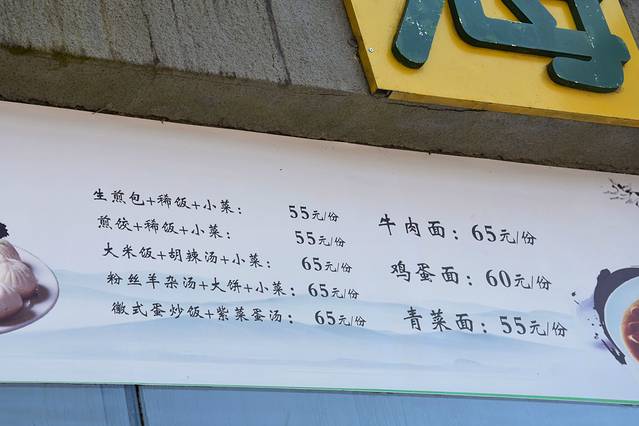 生煎包+稀饭+小菜： 55元/份
煎饺+稀饭+小菜： 55元/份
大米饭+胡辣汤+小菜： 65元/份
粉丝羊杂汤+大饼+小菜： 65元/份
徽式蛋炒饭+紫菜蛋汤： 65元/份
牛肉面：65元/份
鸡蛋面：60元/份
青菜面：55元/份